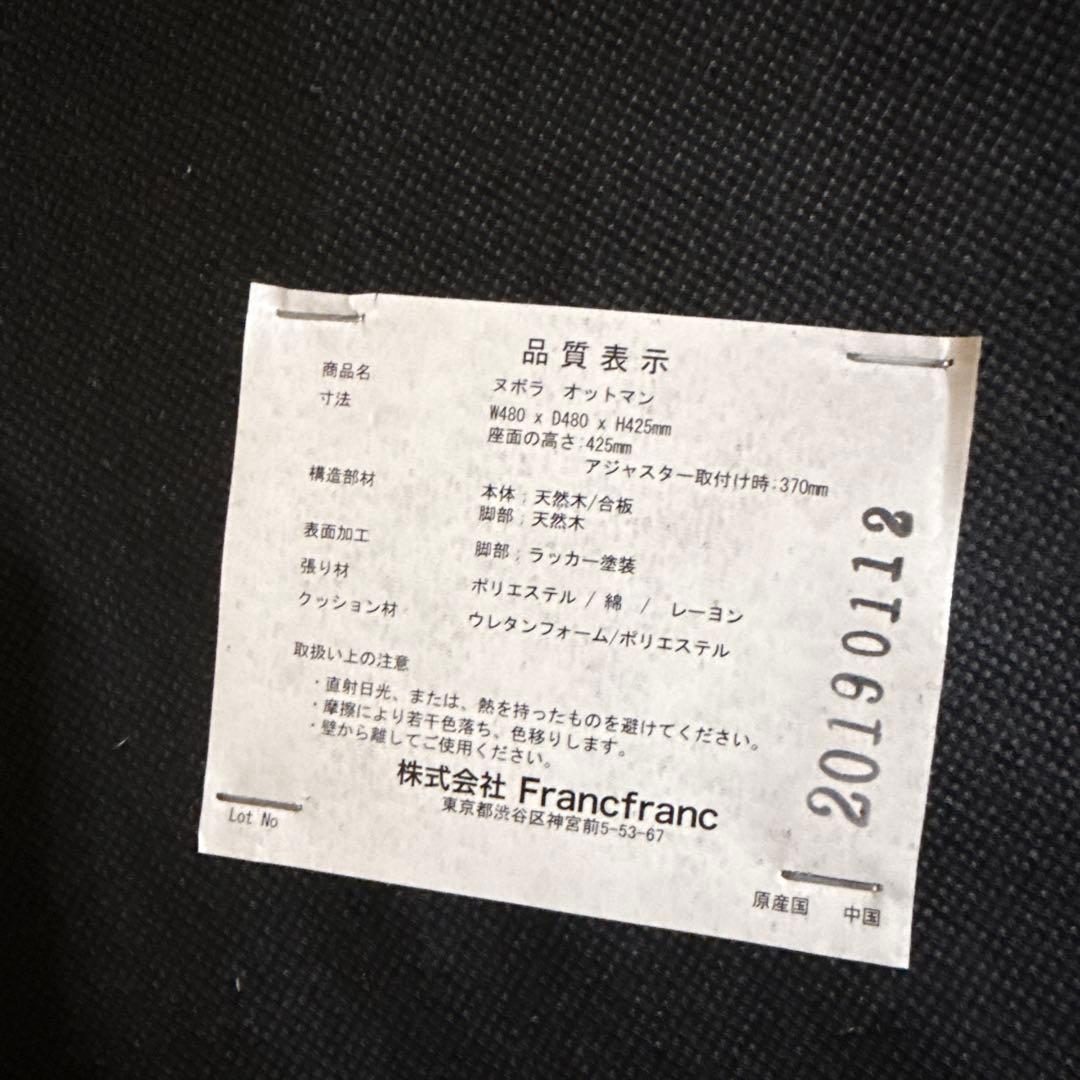 品質表示
商品名 ヌボラ オットマン
寸法 W480 x D480 x H425mm
座面の高さ:425mm
アジャスター取付け時:370mm
構造部材 本体;天然木/合板
脚部;天然木
表面加工 脚部;ラッカー塗装
張り材 ポリエステル / 綿 / レーヨン
クッション材 ウレタンフォーム/ポリエステル
取扱い上の注意
・直射日光、または、熱を持ったものを避けてください。
・摩擦により若干色落ち、色移りします。
・壁から離してご使用ください。
株式会社 Francfranc
東京都渋谷区神宮前5-53-67
Lot No
原産国 中国
20190112